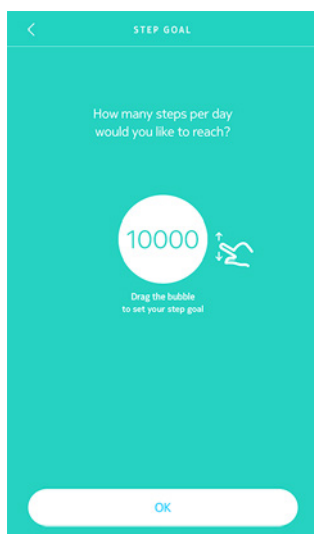 STEP GOAL
How many steps per day
would you like to reach?
10000
Drag the bubble
to set your step goal
OK